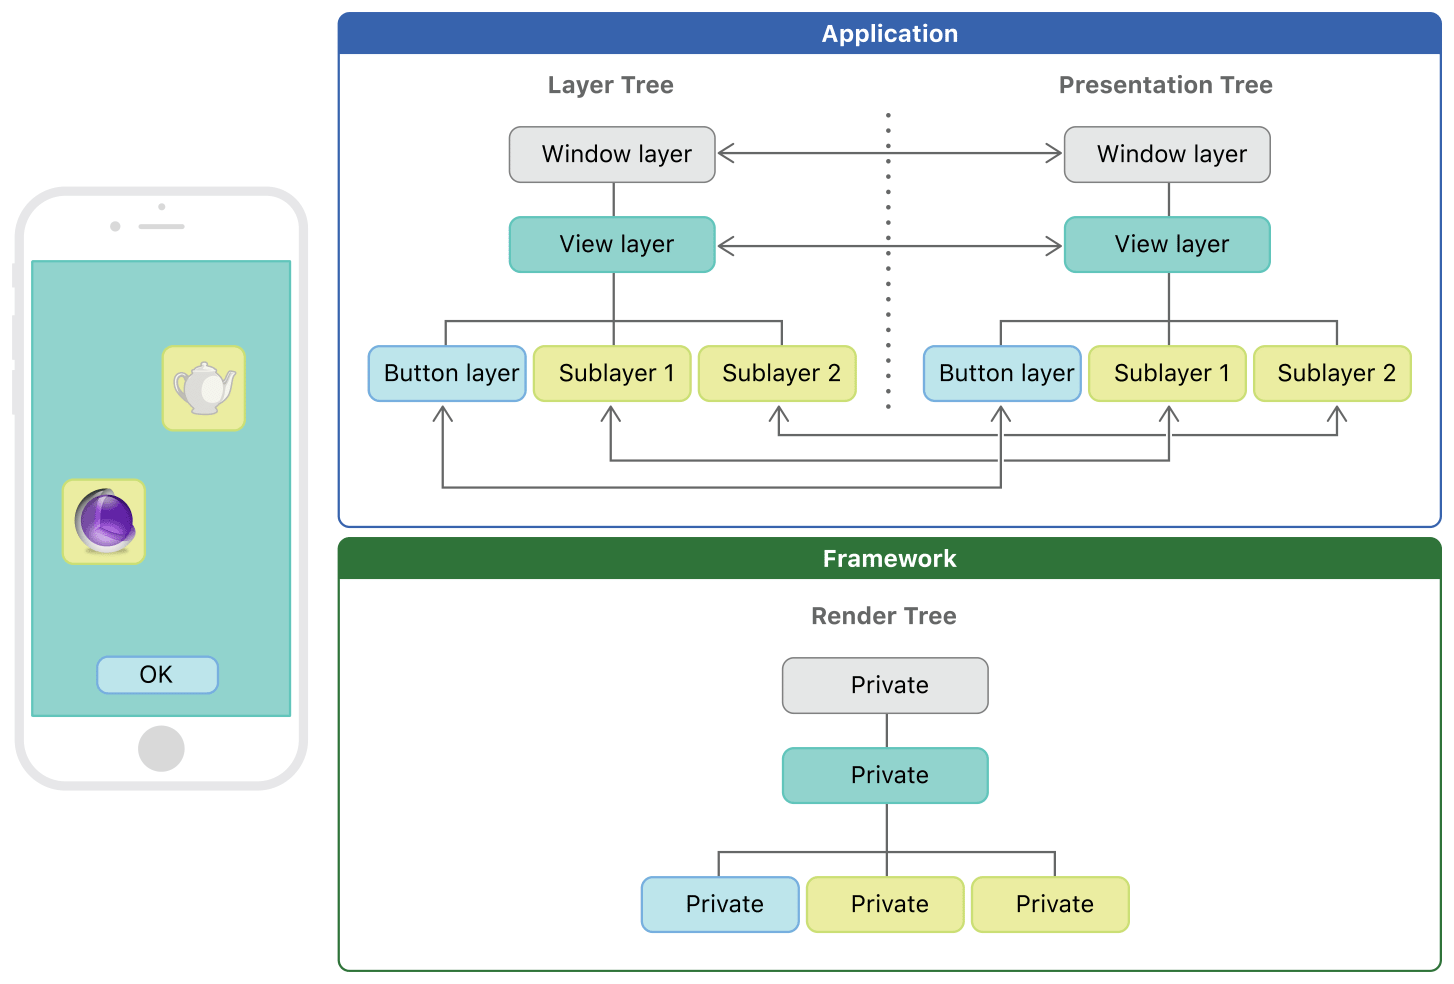 Application
Layer Tree
Presentation Tree
Window layer
Window layer
View layer
View layer
Button layer
Sublayer 1
Sublayer 2
Button layer
Sublayer 1
Sublayer 2
OK
Framework
Render Tree
Private
Private
Private
Private
Private